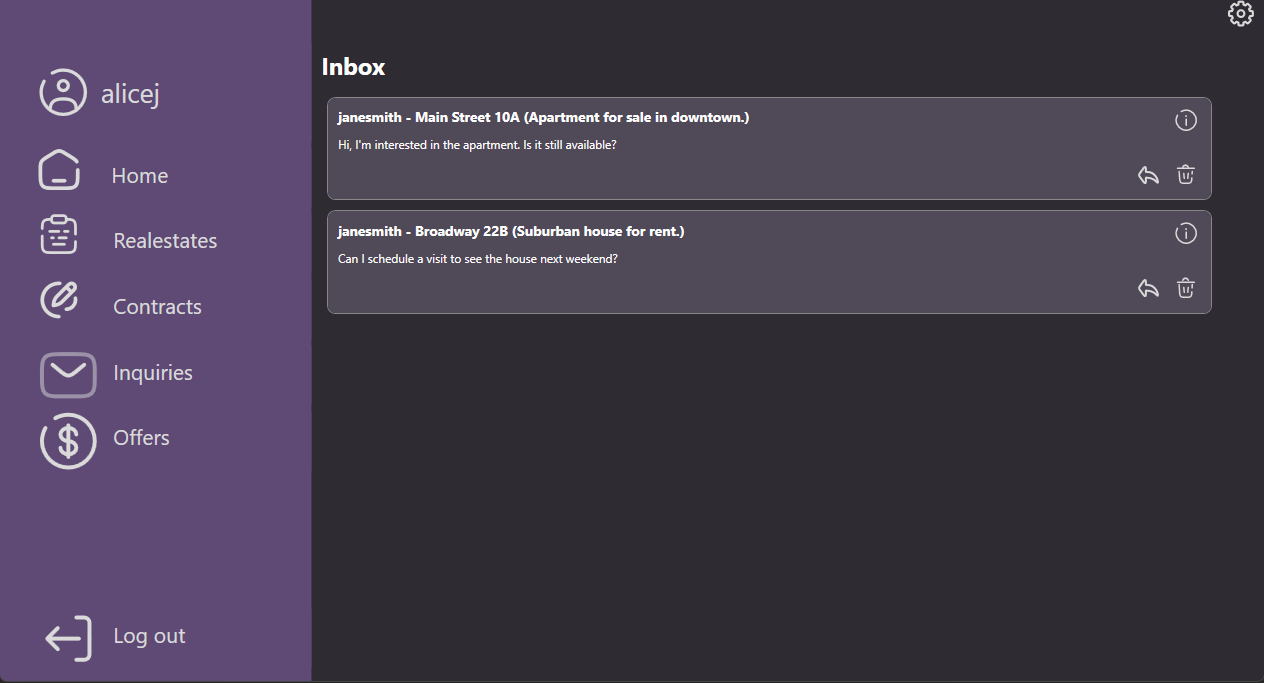 alicej
Home
Realestates
Contracts
Inquiries
Offers
Log out
Inbox
janesmith - Main Street 10A (Apartment for sale in downtown.)
Hi, I'm interested in the apartment. Is it still available?
janesmith - Broadway 22B (Suburban house for rent.)
Can I schedule a visit to see the house next weekend?